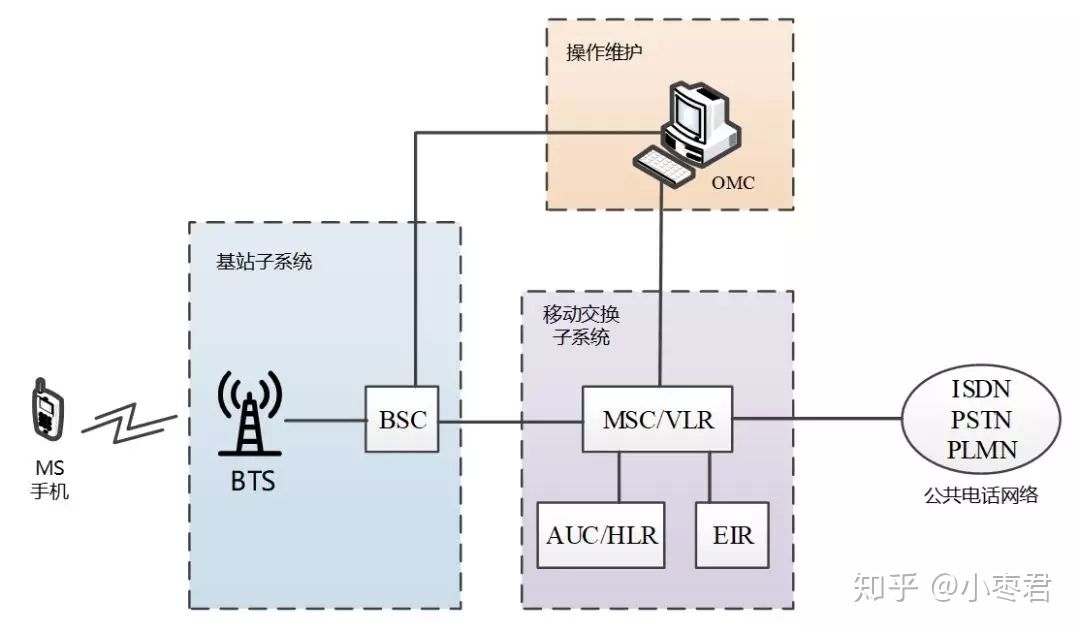 操作维护
OMC
基站子系统
移动交换
子系统
BTS
BSC
MSC/VLR
AUC/HLR
EIR
MS
手机
ISDN
PSTN
PLMN
公共电话网络
知乎 @小枣君